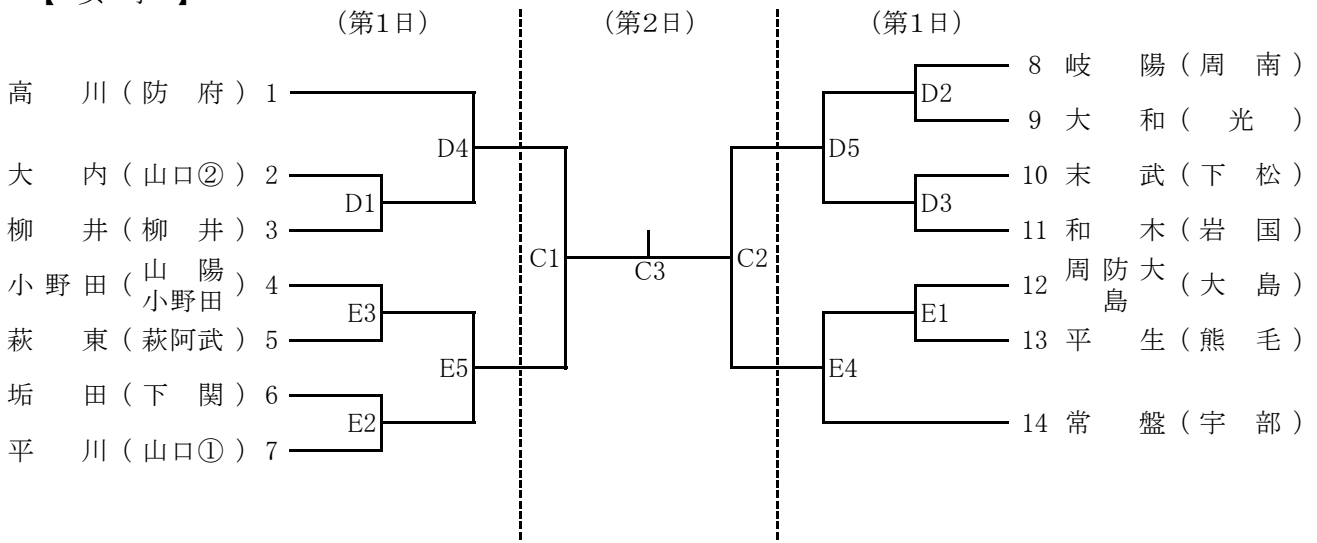 (第1日) (第2日) (第1日)
高川(防府) 1
大内(山口②) 2
柳井(柳井) 3
小野田(山陽小野田) 4
萩東(萩阿武) 5
垢田(下関) 6
平川(山口①) 7
D4
D1
E3
E5
E2
C1
C3
C2
D5
D2
D3
E1
E4
8 岐陽(周南)
9 大和(光)
10 末武(下松)
11 和木(岩国)
12 周防大島(大島)
13 平生(熊毛)
14 常盤(宇部)